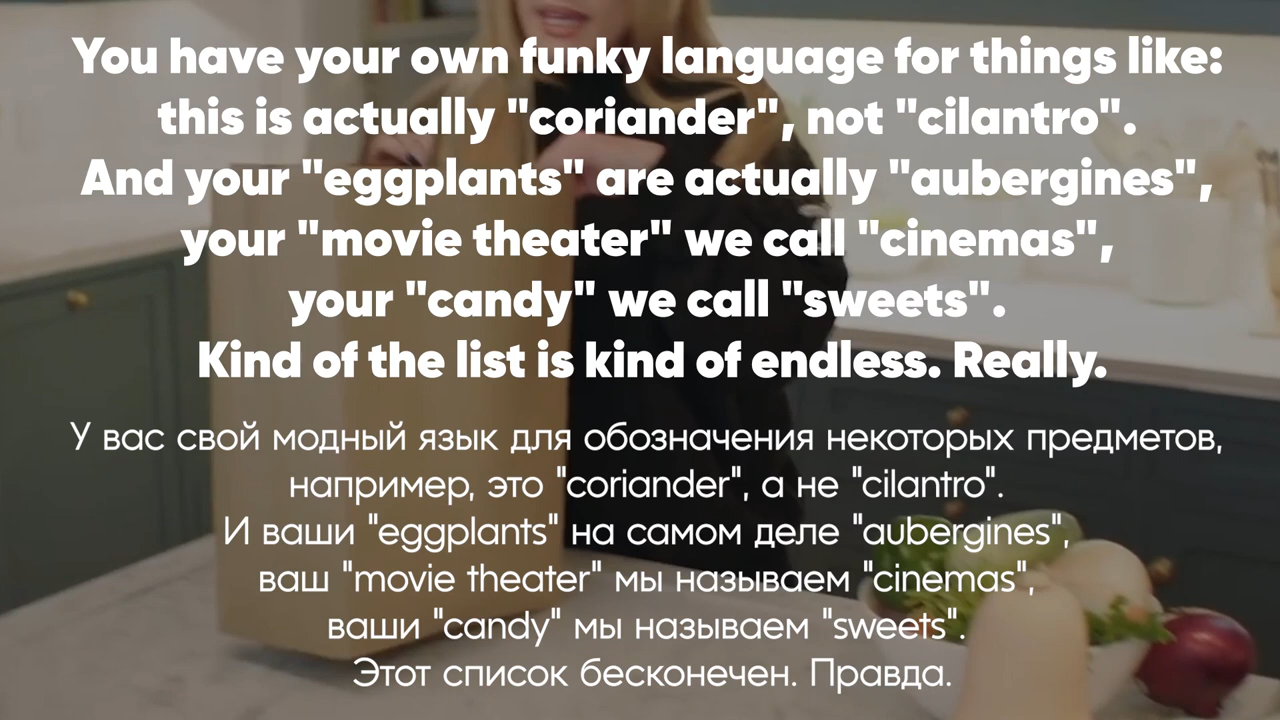 You have your own funky language for things like:
this is actually "coriander", not "cilantro".
And your "eggplants" are actually "aubergines",
your "movie theater" we call "cinemas",
your "candy" we call "sweets".
Kind of the list is kind of endless. Really.
У вас свой модный язык для обозначения некоторых предметов,
например, это "coriander", а не "cilantro".
И ваши "eggplants" на самом деле "aubergines",
ваш "movie theater" мы называем "cinemas",
ваши "candy" мы называем "sweets".
Этот список бесконечен. Правда.